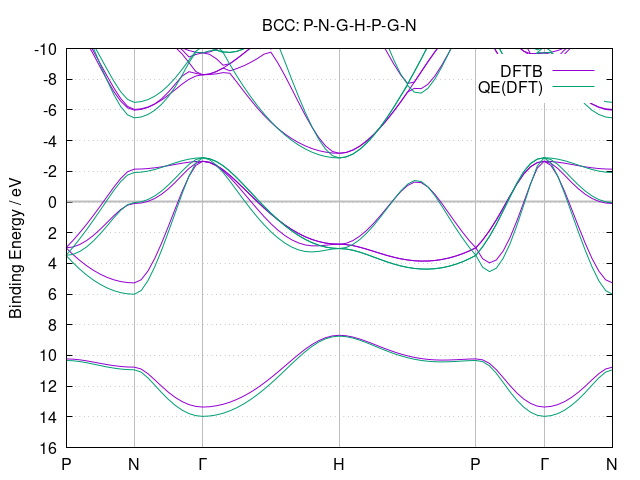 BCC: P-N-G-H-P-G-N
Binding Energy / eV
-10
-8
-6
-4
-2
0
2
4
6
8
10
12
14
16
DFTB
QE(DFT)
P N Γ H P Γ N